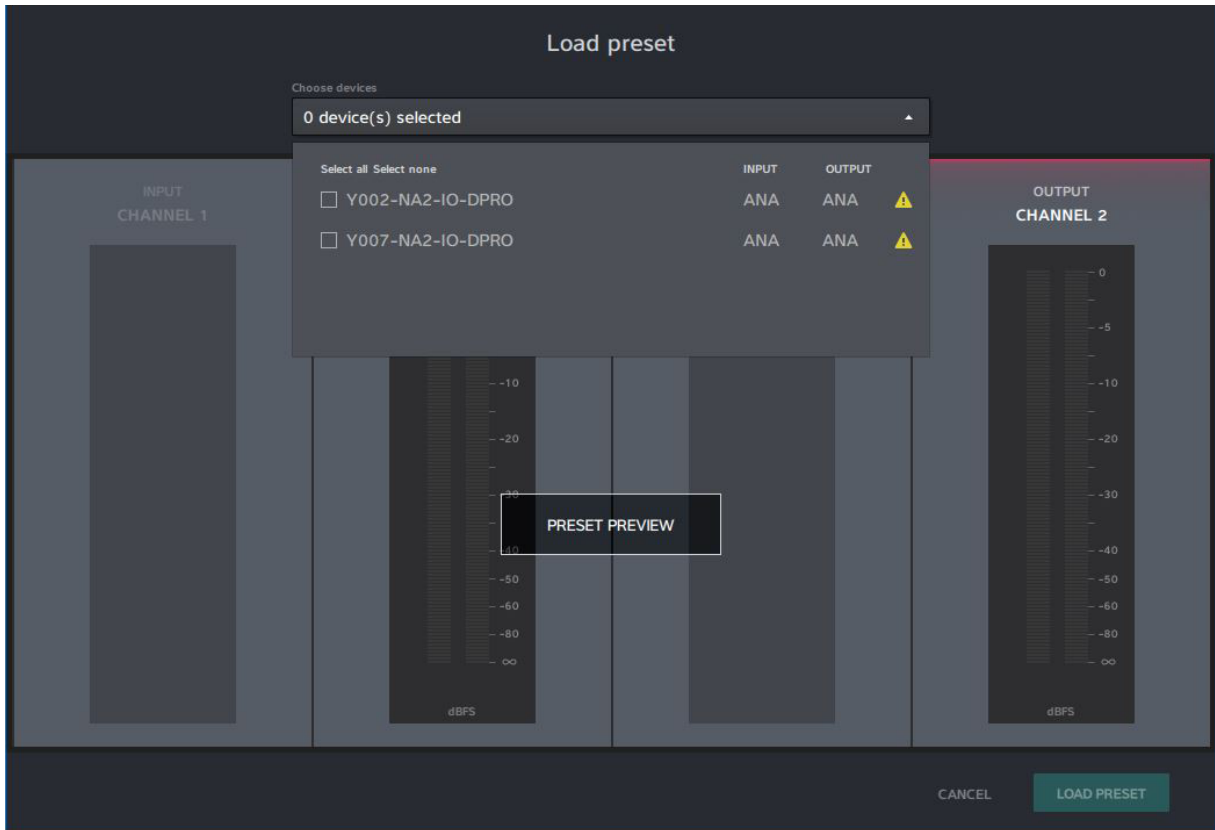 Load preset
Choose devices
0 device(s) selected
Select all Select none INPUT OUTPUT
Y002-NA2-IO-DPRO ANA ANA
Y007-NA2-IO-DPRO ANA ANA
INPUT
CHANNEL 1
-10
-20
-30
-40
-50
-60
-80
∞
dBFS
PRESET PREVIEW
OUTPUT
CHANNEL 2
0
-5
-10
-20
-30
-40
-50
-60
-80
∞
dBFS
CANCEL LOAD PRESET